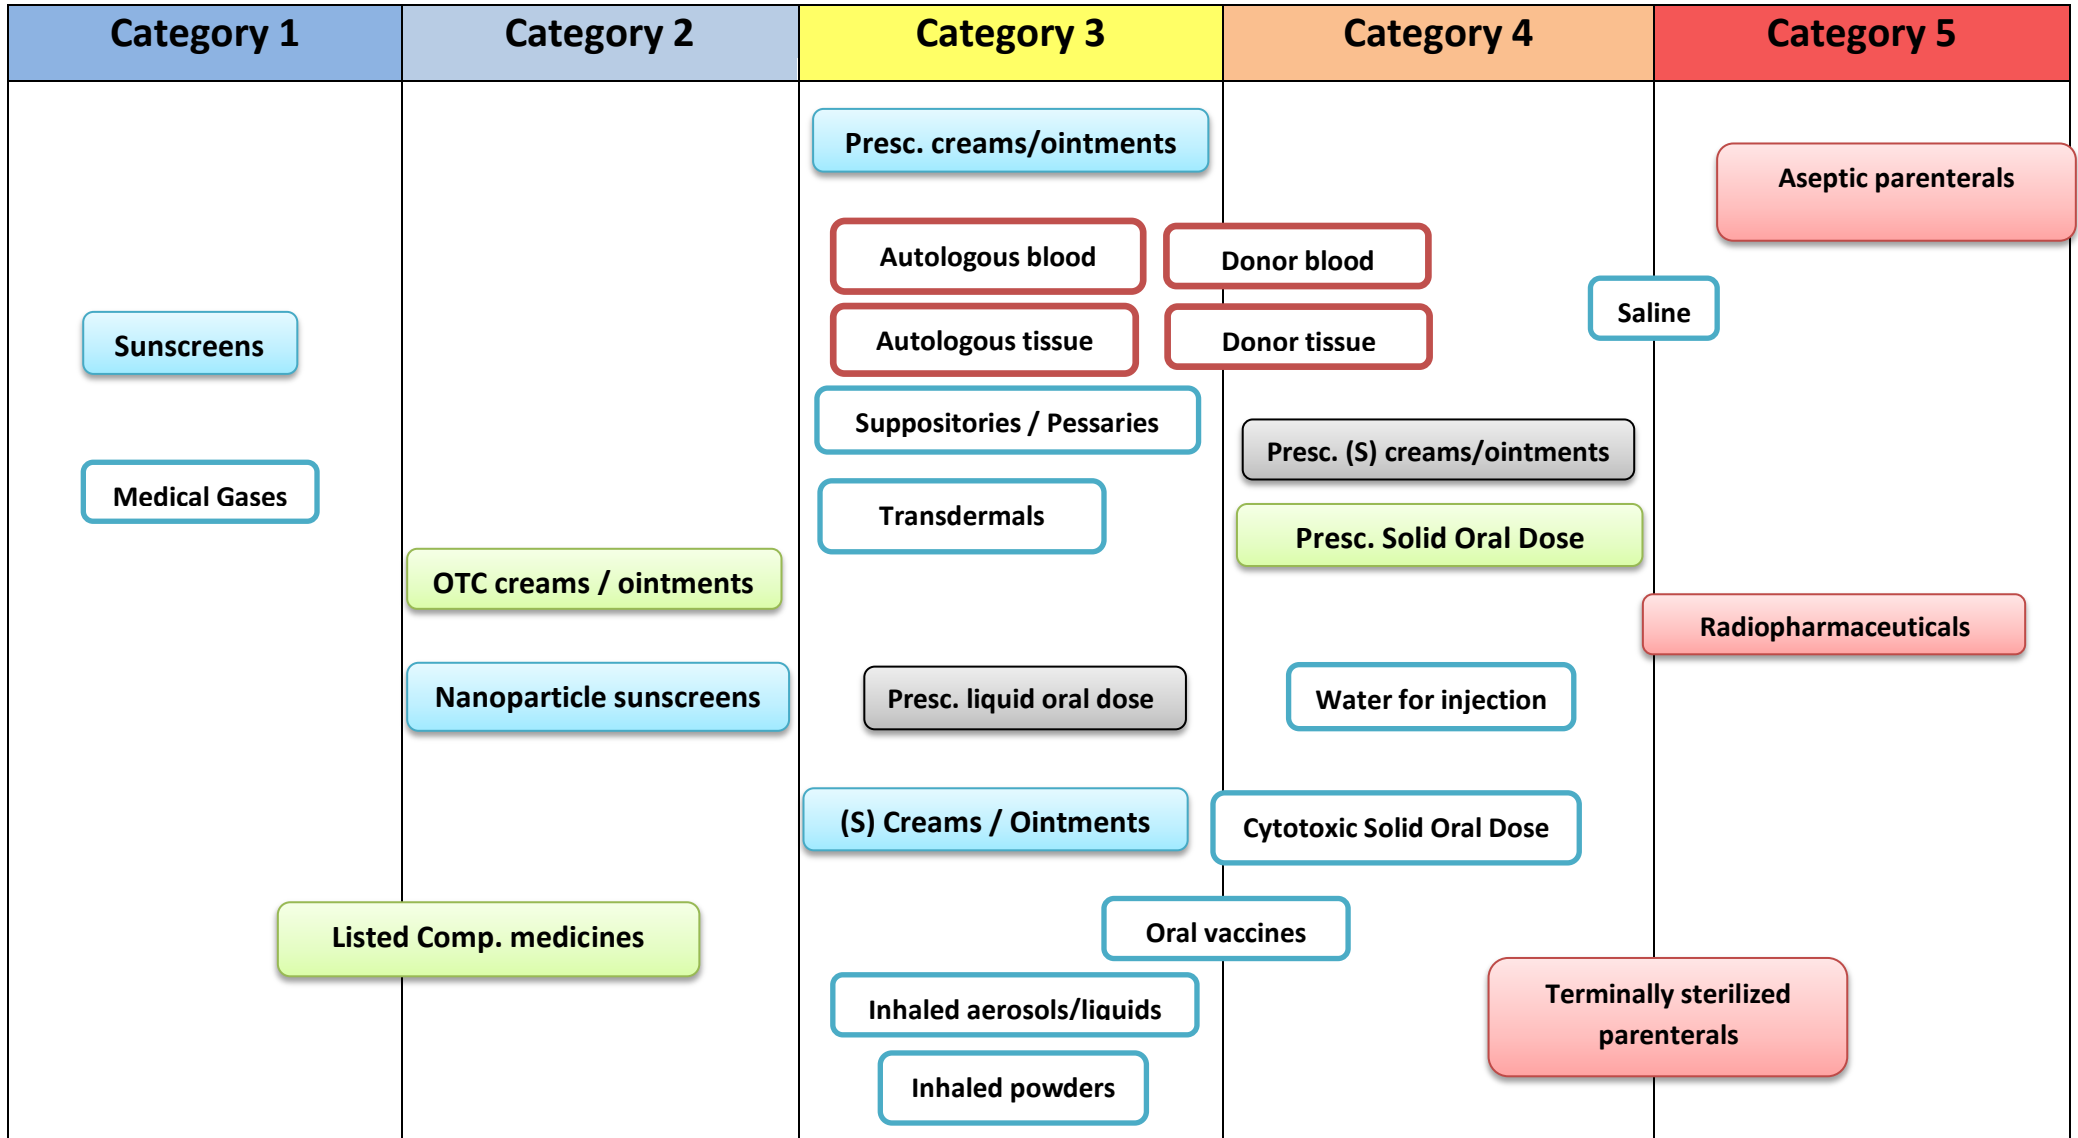 Category 1
Category 2
Category 3
Category 4
Category 5
Sunscreens
Medical Gases
OTC creams / ointments
Nanoparticle sunscreens
Listed Comp. medicines
Presc. creams/ointments
Autologous blood
Autologous tissue
Suppositories / Pessaries
Transdermals
Presc. liquid oral dose
(S) Creams / Ointments
Oral vaccines
Inhaled aerosols/liquids
Inhaled powders
Donor blood
Donor tissue
Presc. (S) creams/ointments
Presc. Solid Oral Dose
Water for injection
Cytotoxic Solid Oral Dose
Saline
Aseptic parenterals
Radiopharmaceuticals
Terminally sterilized
parenterals